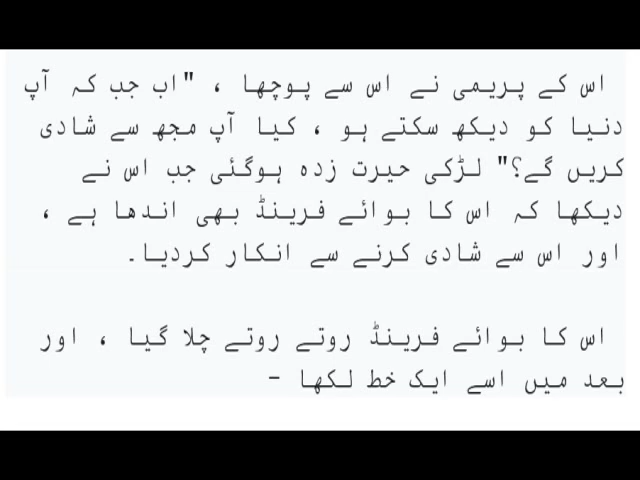 اس کے پریمی نے اس سے پوچھا ، "اب جب کہ آپ
دنیا کو دیکھ سکتے ہو ، کیا آپ مجھ سے شادی
کریں گے؟" لڑکی حیرت زدہ ہوگئی جب اس نے
دیکھا کہ اس کا بوائے فرینڈ بھی اندھا ہے ،
اور اس سے شادی کرنے سے انکار کردیا۔
اس کا بوائے فرینڈ روتے روتے چلا گیا ، اور
بعد میں اسے ایک خط لکھا -